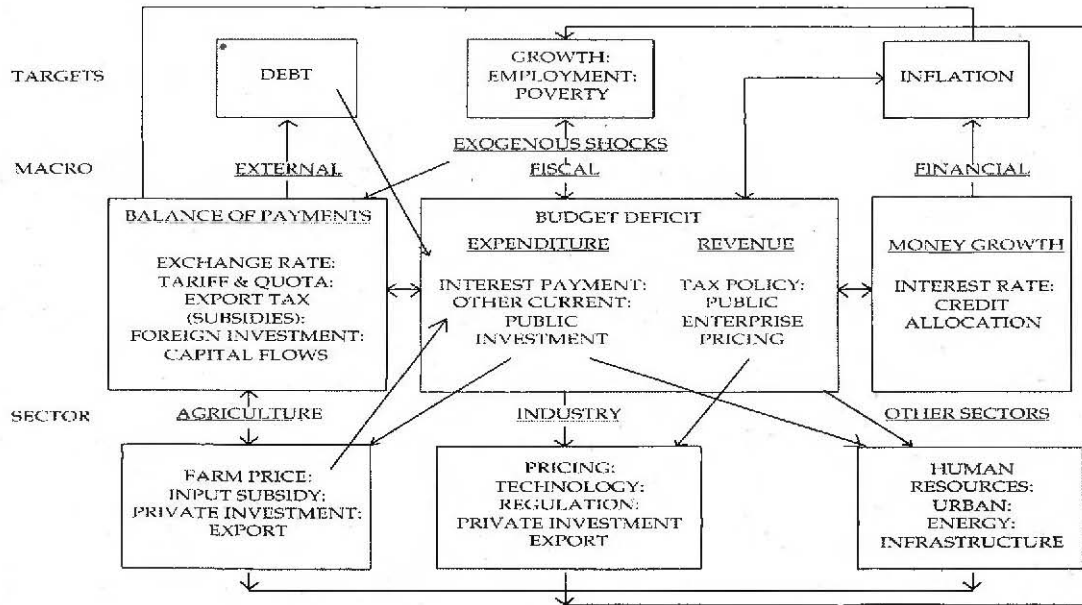 TARGETS
DEBT
GROWTH:
EMPLOYMENT:
POVERTY
INFLATION
EXOGENOUS SHOCKS
MACRO
EXTERNAL
FISCAL
FINANCIAL
BALANCE OF PAYMENTS
EXCHANGE RATE:
TARIFF & QUOTA:
EXPORT TAX
(SUBSIDIES):
FOREIGN INVESTMENT:
CAPITAL FLOWS
BUDGET DEFICIT
EXPENDITURE
INTEREST PAYMENT:
OTHER CURRENT:
PUBLIC
INVESTMENT
REVENUE
TAX POLICY:
PUBLIC
ENTERPRISE
PRICING
MONEY GROWTH
INTEREST RATE:
CREDIT
ALLOCATION
SECTOR
AGRICULTURE
INDUSTRY
OTHER SECTORS
FARM PRICE:
INPUT SUBSIDY:
PRIVATE INVESTMENT:
EXPORT
PRICING:
TECHNOLOGY:
REGULATION:
PRIVATE INVESTMENT
EXPORT
HUMAN
RESOURCES:
URBAN:
ENERGY:
INFRASTRUCTURE